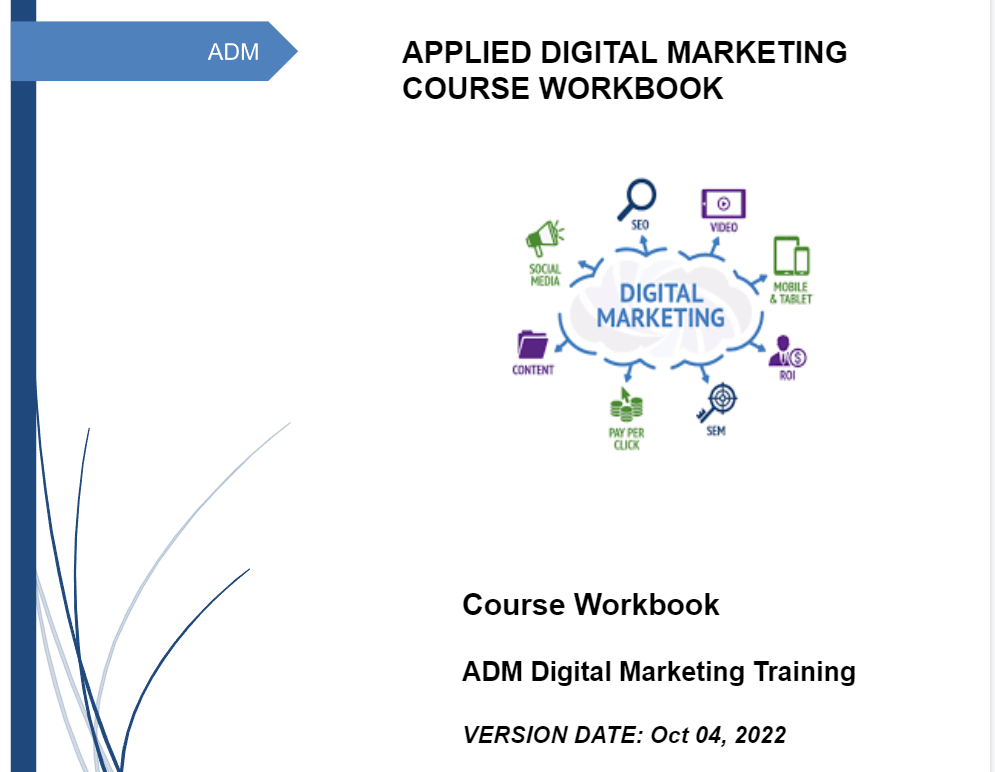 ADM
APPLIED DIGITAL MARKETING
COURSE WORKBOOK
SEO
VIDEO
SOCIAL
MEDIA
MOBILE
& TABLET
DIGITAL
MARKETING
CONTENT
ROI
PAY PER
CLICK
SEM
Course Workbook
ADM Digital Marketing Training
VERSION DATE: Oct 04, 2022